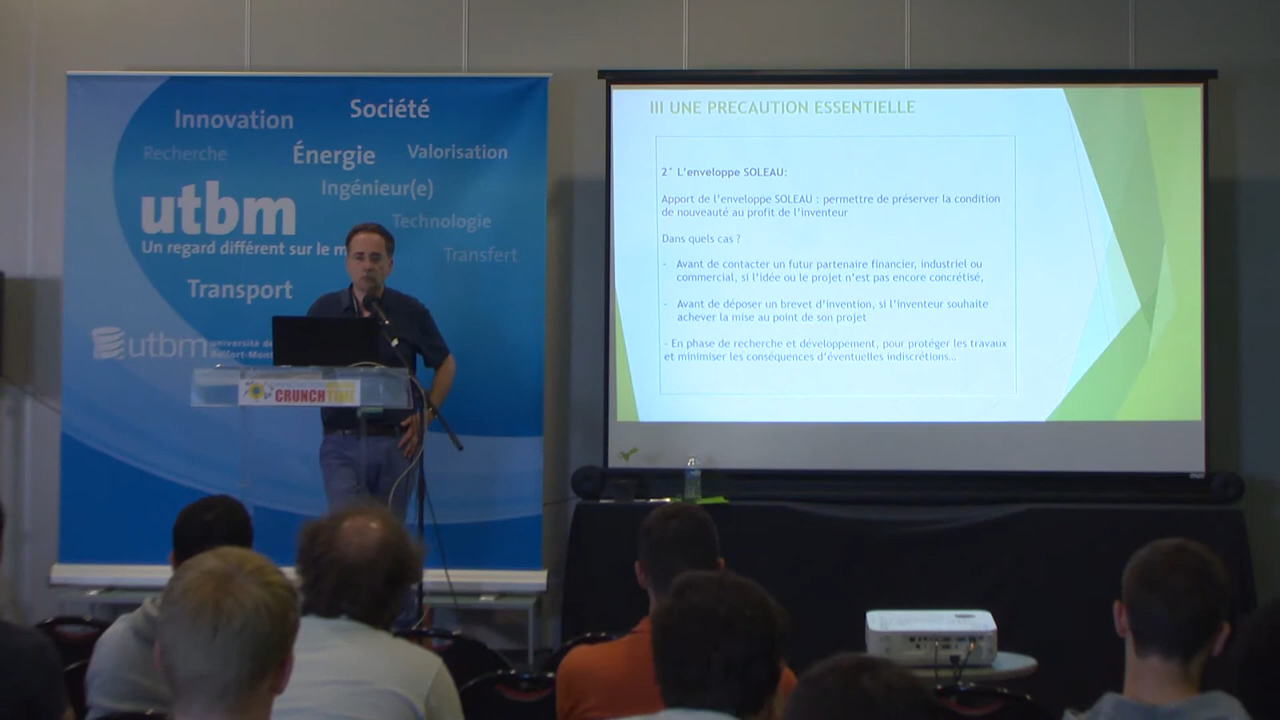 Innovation
Société
Recherche
Énergie
Valorisation
Ingénieur(e)
utbm
Technologie
Un regard différent sur le m
Transfert
Transport
utbm
université de
Belfort-Mont
CRUNCH TIME
III UNE PRECAUTION ESSENTIELLE
2° L'enveloppe SOLEAU:
Apport de l'enveloppe SOLEAU : permettre de préserver la condition
de nouveauté au profit de l'inventeur
Dans quels cas ?
- Avant de contacter un futur partenaire financier, industriel ou
commercial, si l'idée ou le projet n'est pas encore concrétisé,
- Avant de déposer un brevet d'invention, si l'inventeur souhaite
achever la mise au point de son projet
- En phase de recherche et développement, pour protéger les travaux
et minimiser les conséquences d'éventuelles indiscrétions...